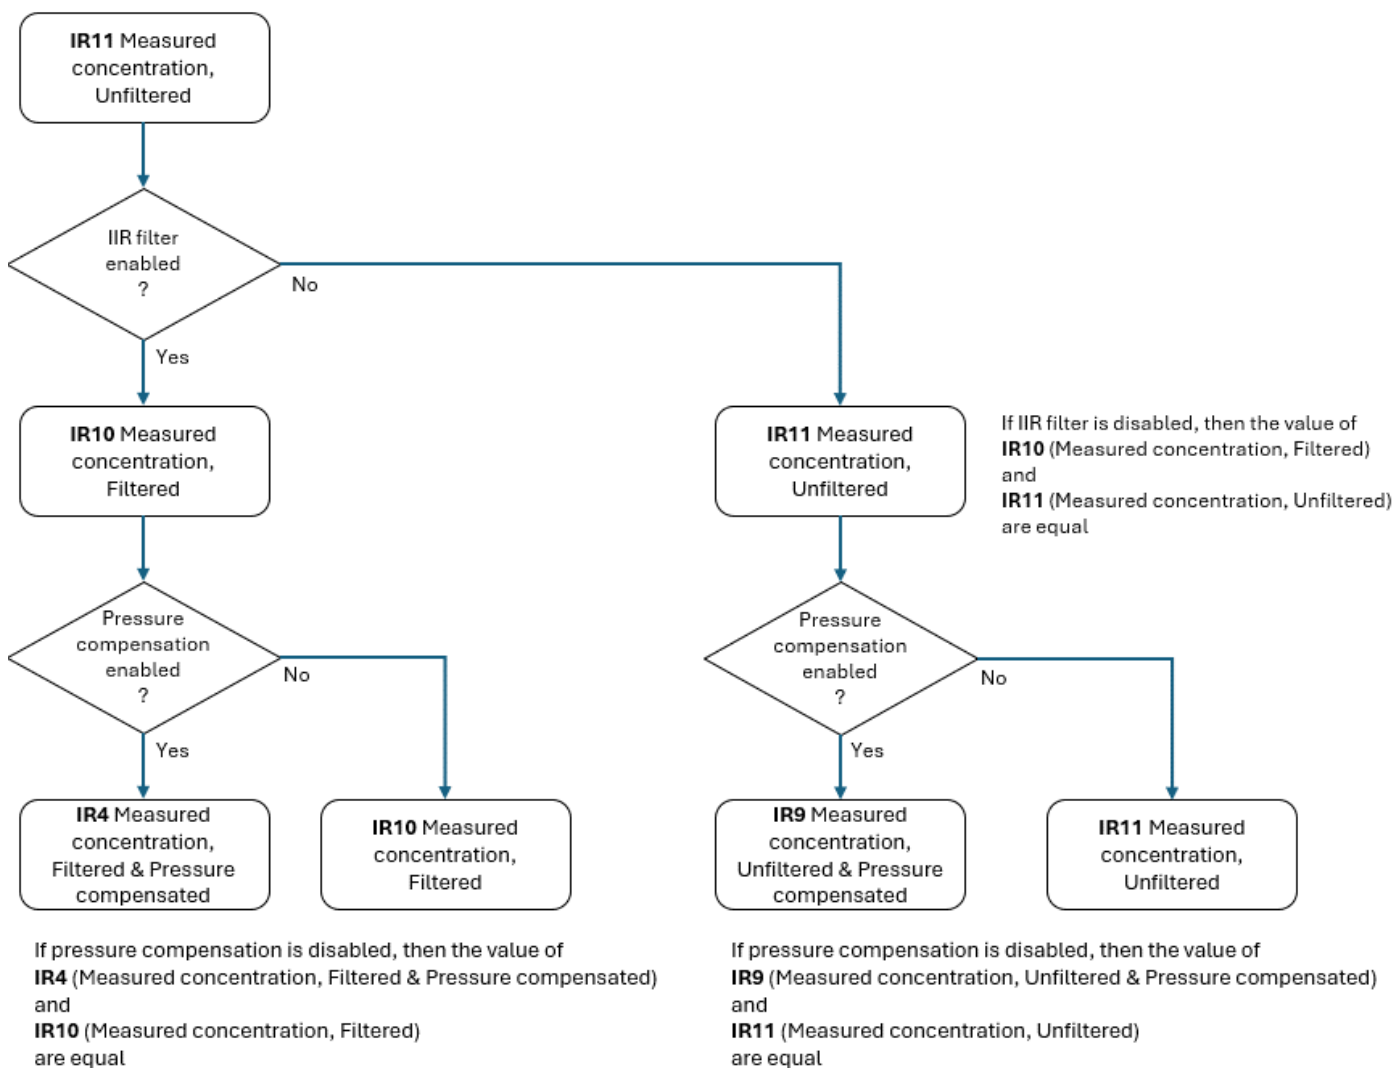 IR11 Measured
concentration,
Unfiltered
IIR filter
enabled
?
No
Yes
IR10 Measured
concentration,
Filtered
IR11 Measured
concentration,
Unfiltered
If IIR filter is disabled, then the value of
IR10 (Measured concentration, Filtered)
and
IR11 (Measured concentration, Unfiltered)
are equal
Pressure
compensation
enabled
?
No
Yes
Pressure
compensation
enabled
?
No
Yes
IR4 Measured
concentration,
Filtered & Pressure
compensated
IR10 Measured
concentration,
Filtered
IR9 Measured
concentration,
Unfiltered & Pressure
compensated
IR11 Measured
concentration,
Unfiltered
If pressure compensation is disabled, then the value of
IR4 (Measured concentration, Filtered & Pressure compensated)
and
IR10 (Measured concentration, Filtered)
are equal
If pressure compensation is disabled, then the value of
IR9 (Measured concentration, Unfiltered & Pressure compensated)
and
IR11 (Measured concentration, Unfiltered)
are equal